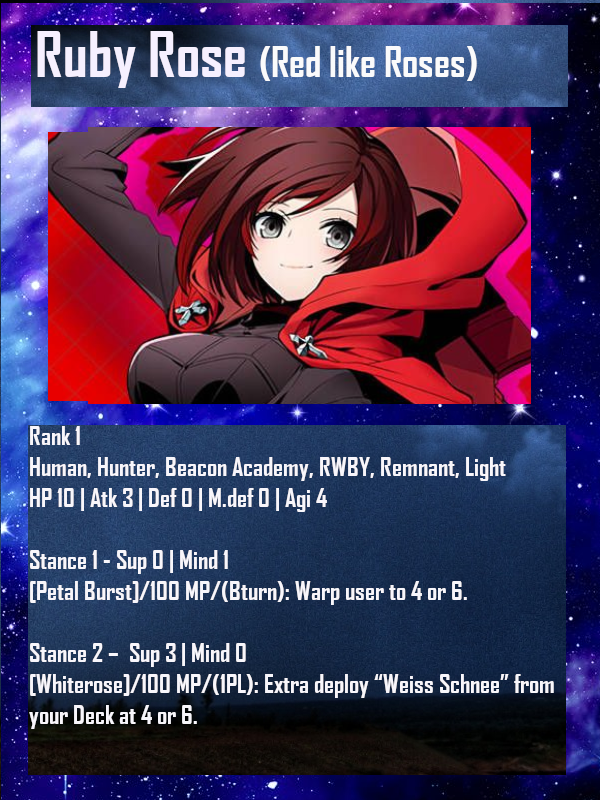 Ruby Rose (Red like Roses)
Rank 1
Human, Hunter, Beacon Academy, RWBY, Remnant, Light
HP 10 | Atk 3 | Def 0 | M.def 0 | Agi 4
Stance 1 - Sup 0 | Mind 1
[Petal Burst]/100 MP/(Bturn): Warp user to 4 or 6.
Stance 2 – Sup 3 | Mind 0
[Whiterose]/100 MP/(1PL): Extra deploy “Weiss Schnee” from
your Deck at 4 or 6.